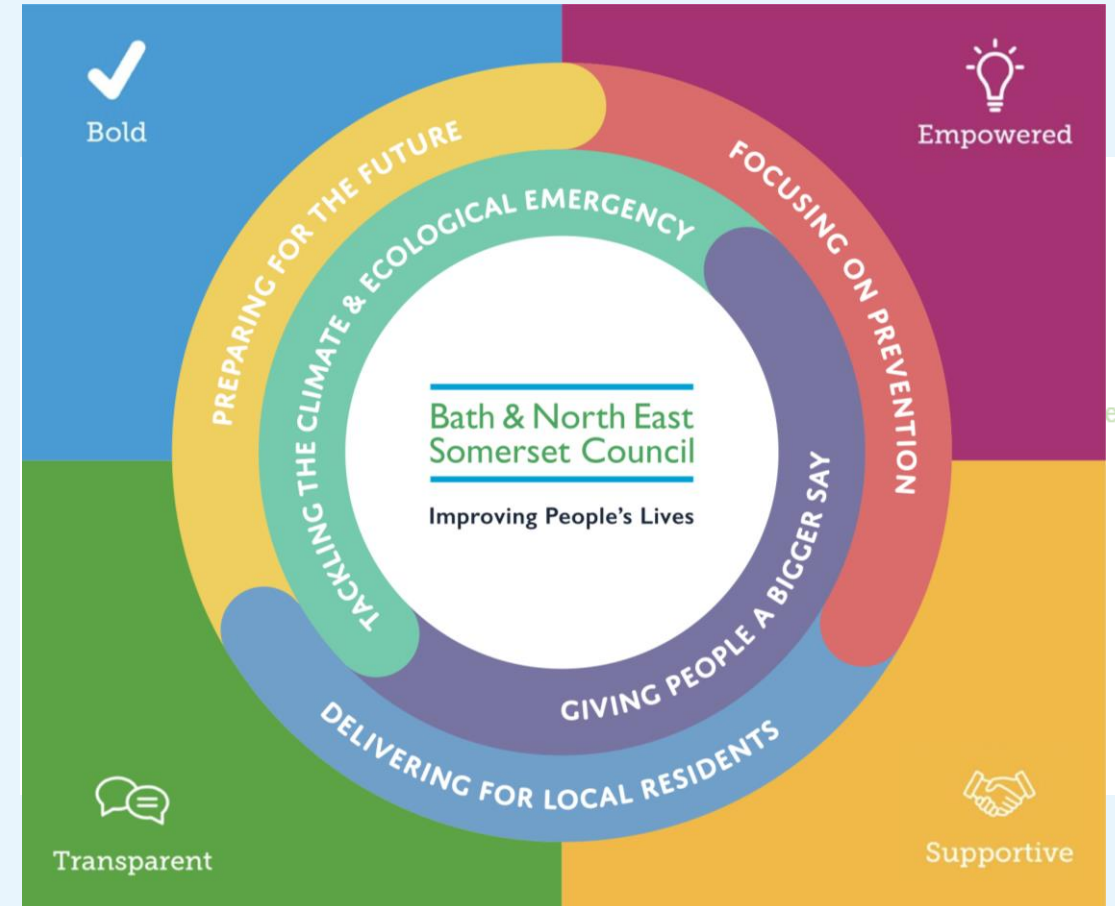 Bold
Empowered
PREPARING FOR THE FUTURE
FOCUSING ON PREVENTION
TACKLING THE CLIMATE & ECOLOGICAL EMERGENCY
Bath & North East
Somerset Council
Improving People's Lives
GIVING PEOPLE A BIGGER SAY
DELIVERING FOR LOCAL RESIDENTS
Transparent
Supportive